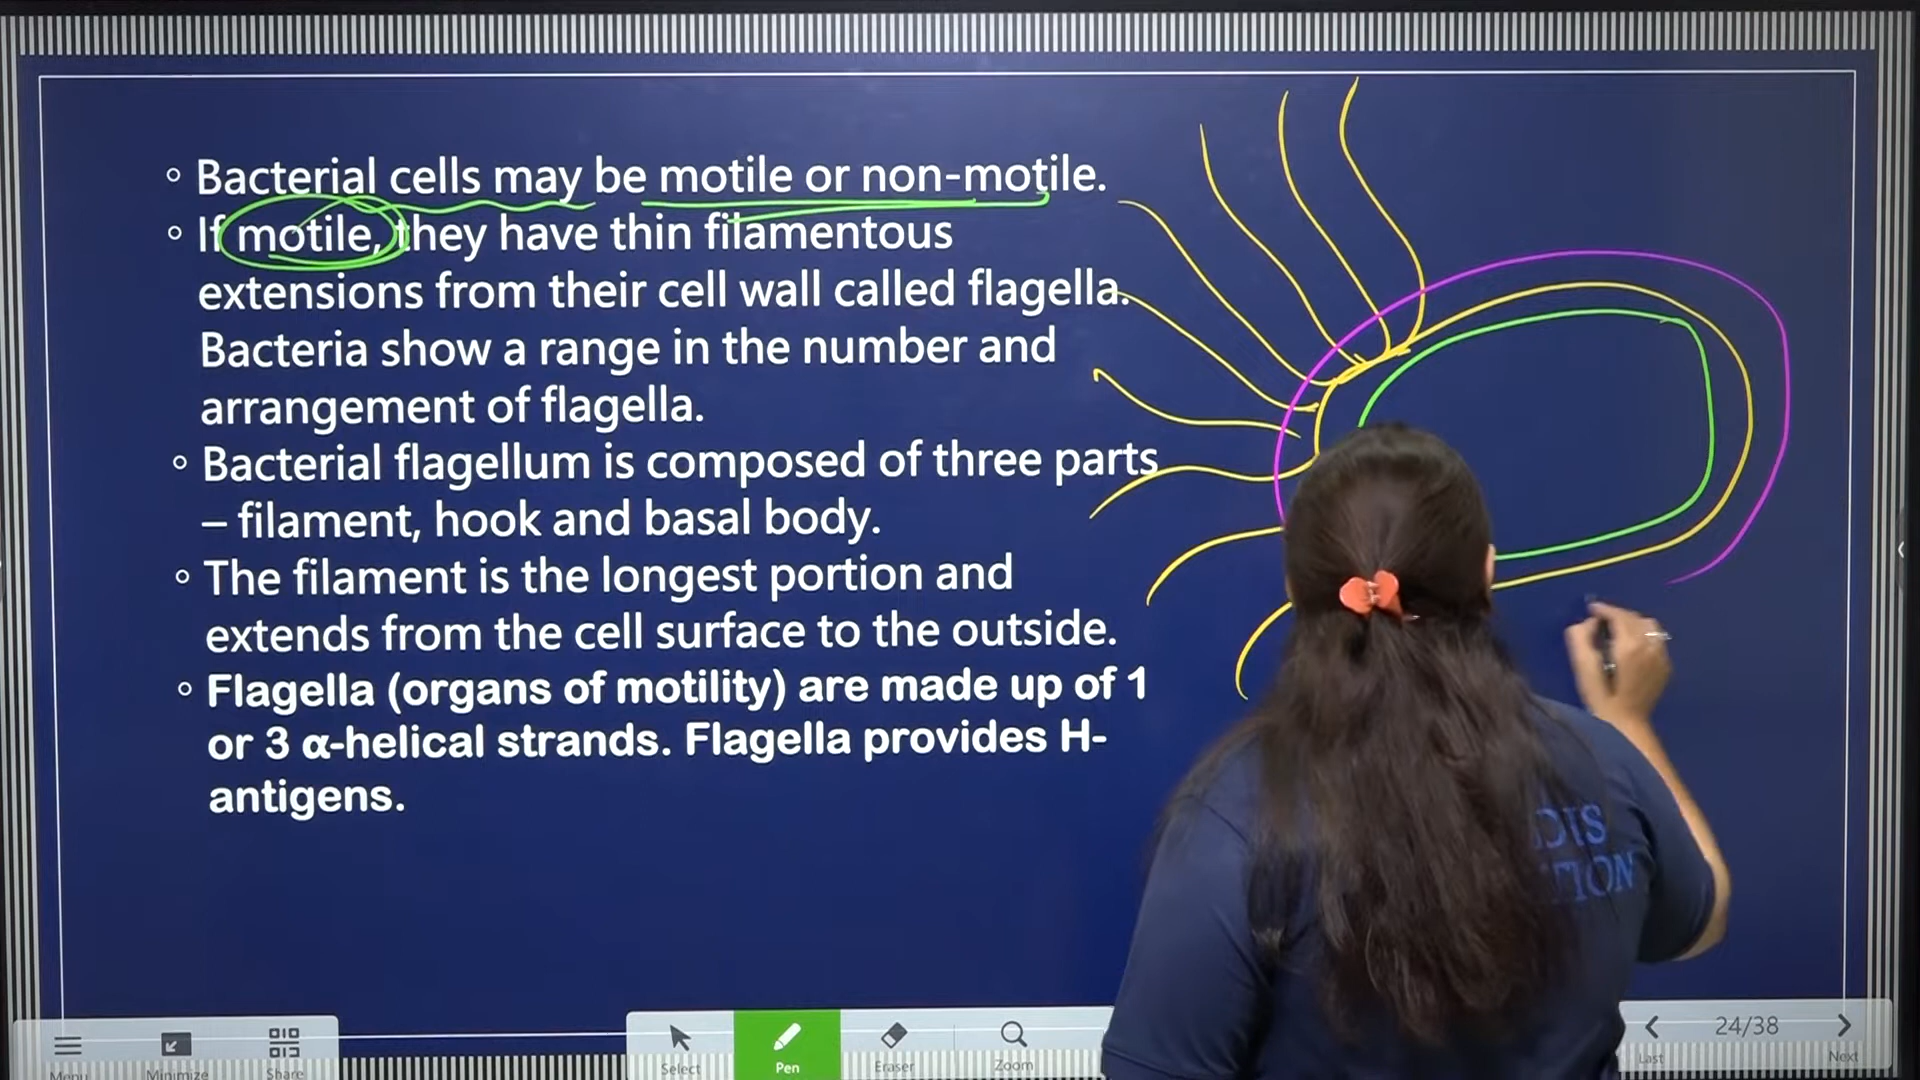 ◦ Bacterial cells may be motile or non-motile.
◦ If motile, they have thin filamentous
extensions from their cell wall called flagella.
Bacteria show a range in the number and
arrangement of flagella.
◦ Bacterial flagellum is composed of three parts
– filament, hook and basal body.
◦ The filament is the longest portion and
extends from the cell surface to the outside.
◦ Flagella (organs of motility) are made up of 1
or 3 α-helical strands. Flagella provides H-
antigens.
DIS
TION
Menu Minimize Share Select Pen Eraser Zoom Last 24/38 Next